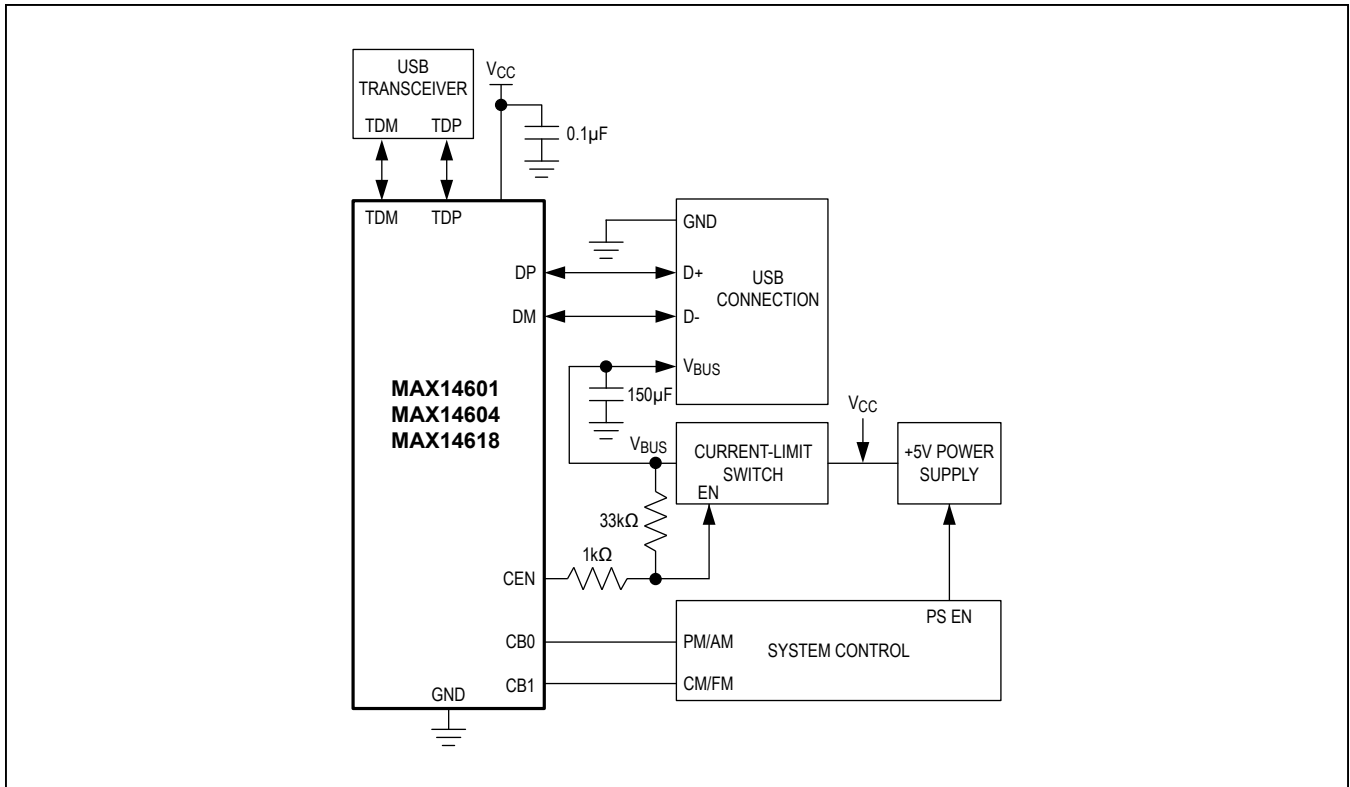 USB
TRANSCEIVER
TDM TDP
VCC
0.1µF
TDM TDP
DP
DM
MAX14601
MAX14604
MAX14618
CEN
CB0
CB1
GND
GND
D+
D-
VBUS
USB
CONNECTION
150µF
VBUS
CURRENT-LIMIT
SWITCH
EN
VCC
+5V POWER
SUPPLY
33kΩ
1kΩ
PS EN
PM/AM
SYSTEM CONTROL
CM/FM